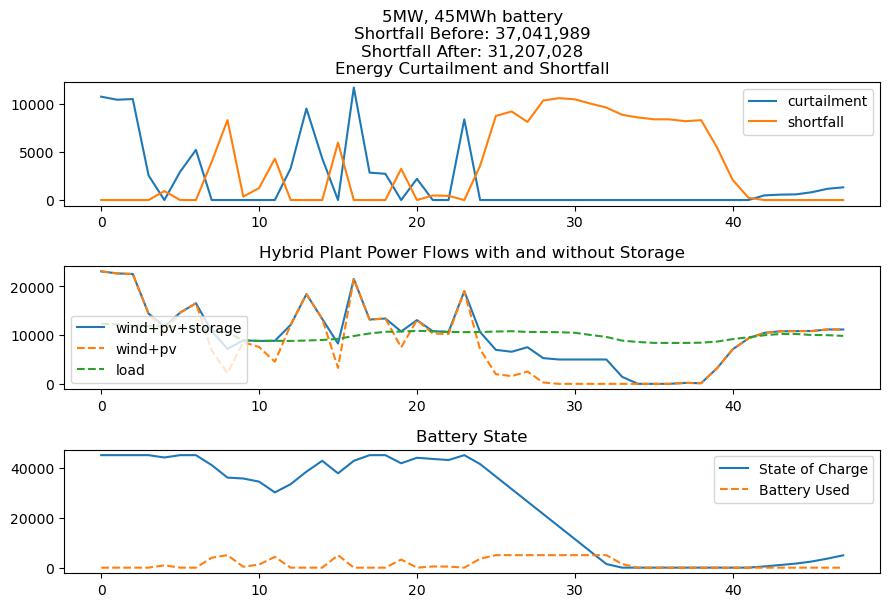 5MW, 45MWh battery
Shortfall Before: 37,041,989
Shortfall After: 31,207,028
Energy Curtailment and Shortfall
10000
5000
0
curtailment
shortfall
0 10 20 30 40
Hybrid Plant Power Flows with and without Storage
20000
10000
0
wind+pv+storage
wind+pv
load
0 10 20 30 40
Battery State
40000
20000
0
State of Charge
Battery Used
0 10 20 30 40